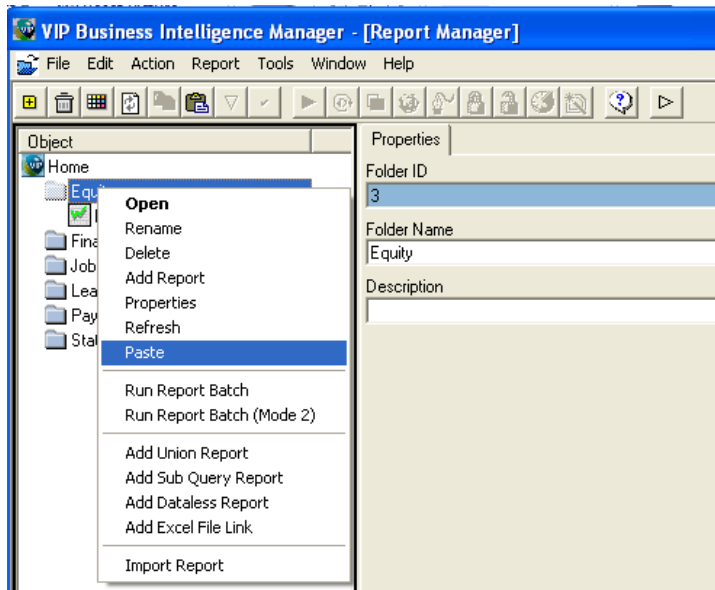 VIP Business Intelligence Manager - [Report Manager]
File Edit Action Report Tools Window Help
Object
Properties
Home
Folder ID
3
Folder Name
Equity
Description
Open
Rename
Delete
Add Report
Properties
Refresh
Paste
Run Report Batch
Run Report Batch (Mode 2)
Add Union Report
Add Sub Query Report
Add Dataless Report
Add Excel File Link
Import Report